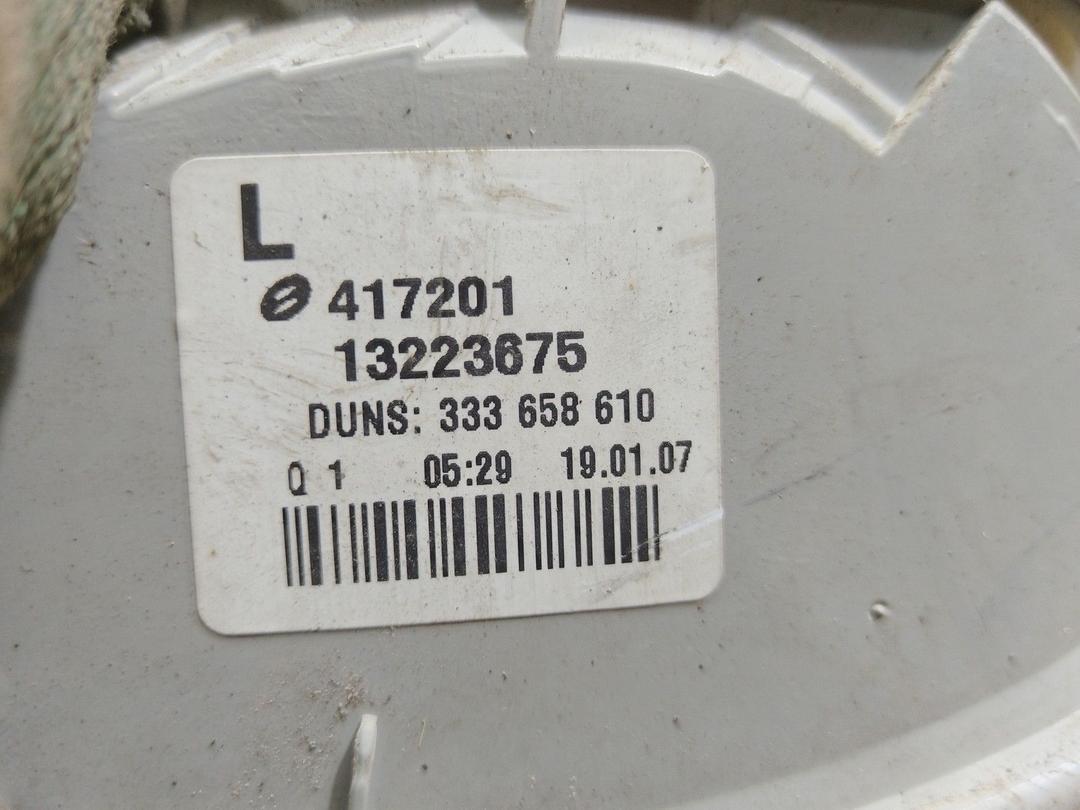 L
417201
13223675
DUNS: 333 658 610
Q 1 05:29 19.01.07